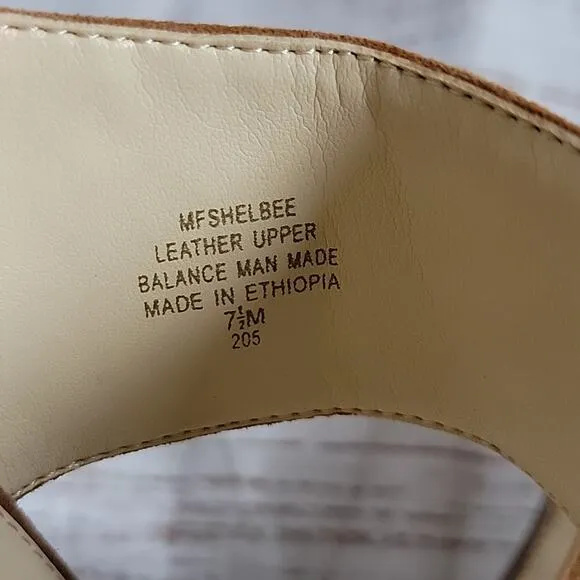 MFSHELBEE
LEATHER UPPER
BALANCE MAN MADE
MADE IN ETHIOPIA
7½M
205